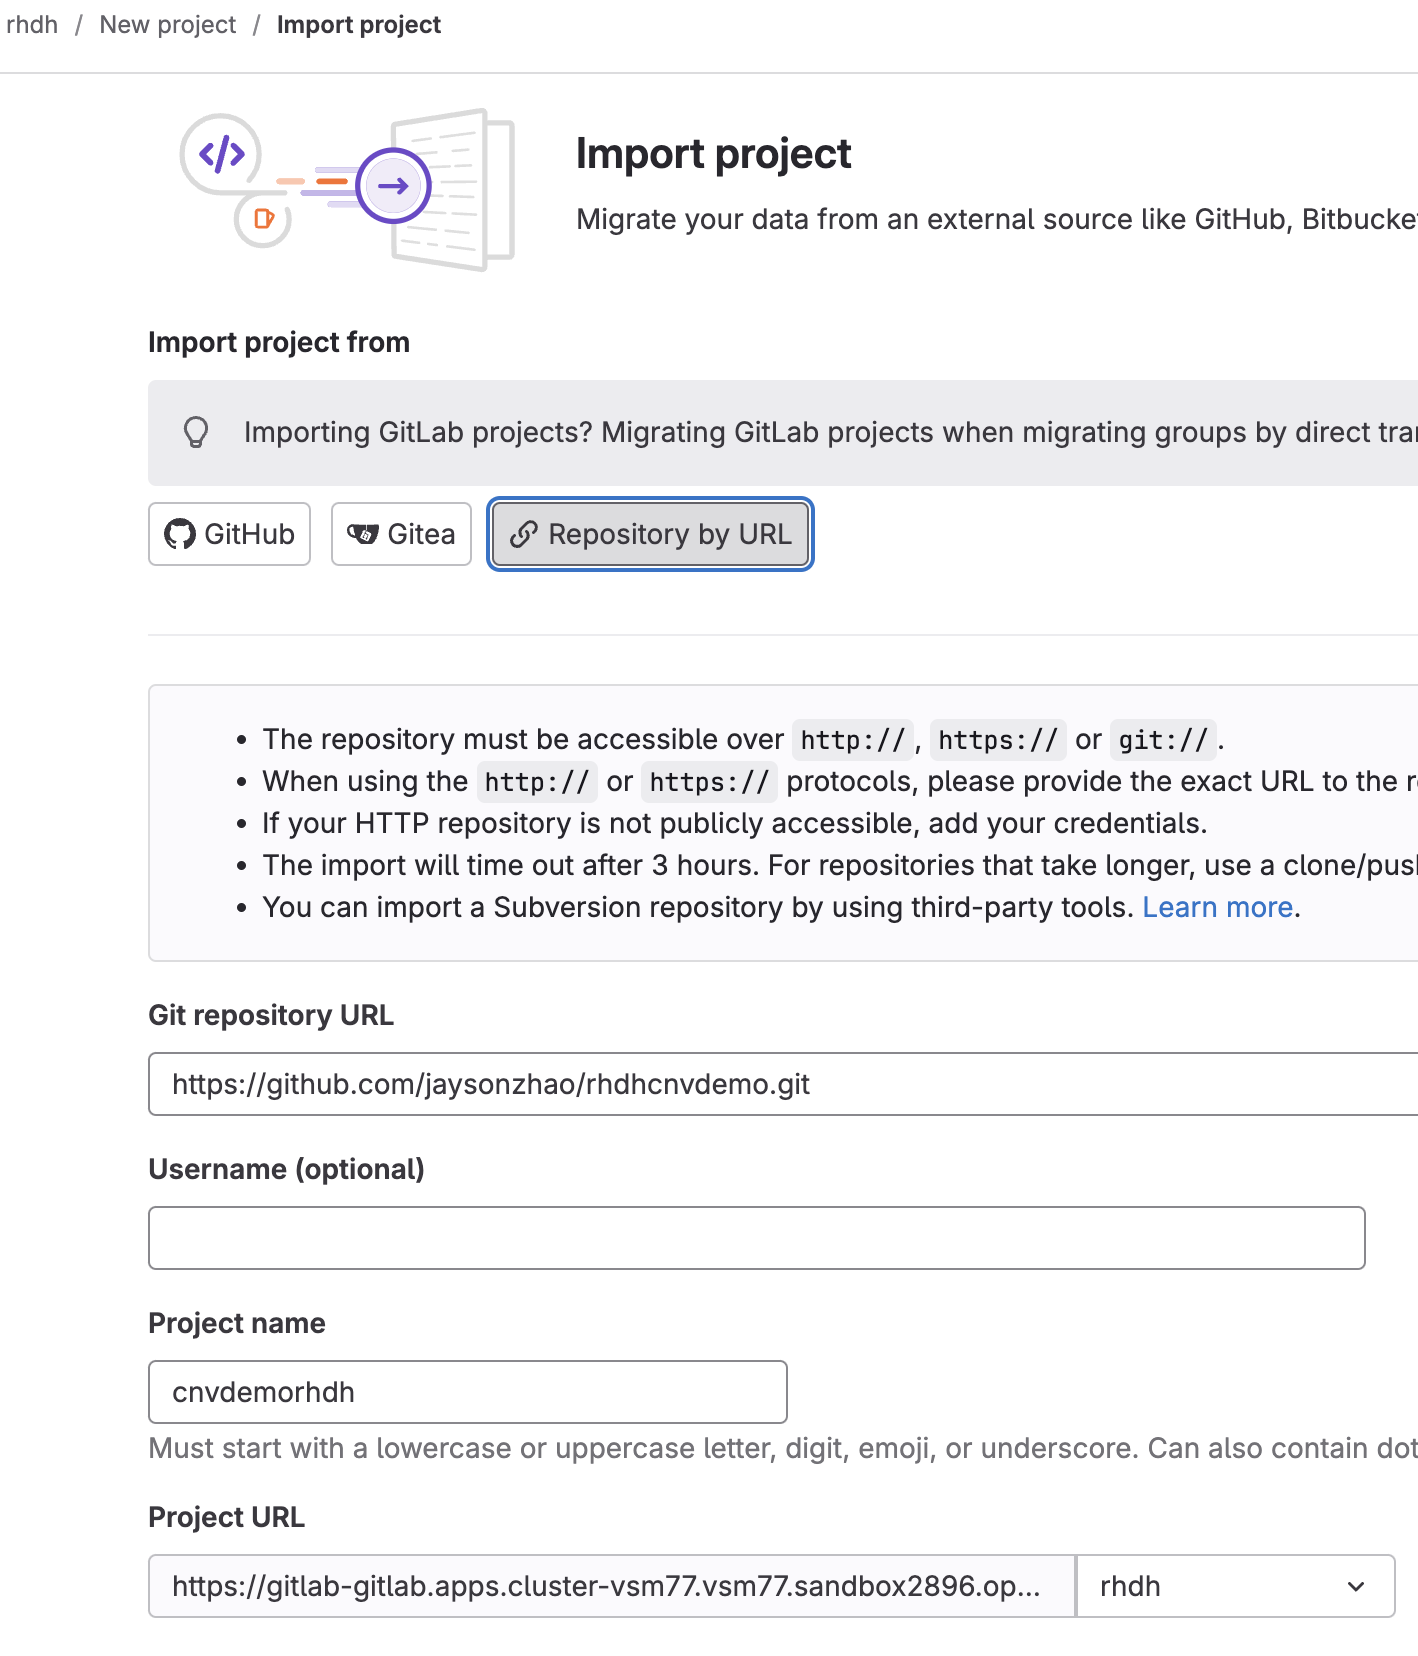 rhdh / New project / Import project
Import project
Migrate your data from an external source like GitHub, Bitbucke
Import project from
Importing GitLab projects? Migrating GitLab projects when migrating groups by direct tra
GitHub Gitea Repository by URL
• The repository must be accessible over http://, https:// or git://.
• When using the http:// or https:// protocols, please provide the exact URL to the r
• If your HTTP repository is not publicly accessible, add your credentials.
• The import will time out after 3 hours. For repositories that take longer, use a clone/pus
• You can import a Subversion repository by using third-party tools. Learn more.
Git repository URL
https://github.com/jaysonzhao/rhdhcnvdemo.git
Username (optional)
Project name
cnvdemorhdh
Must start with a lowercase or uppercase letter, digit, emoji, or underscore. Can also contain dot
Project URL
https://gitlab-gitlab.apps.cluster-vsm77.vsm77.sandbox2896.op... rhdh